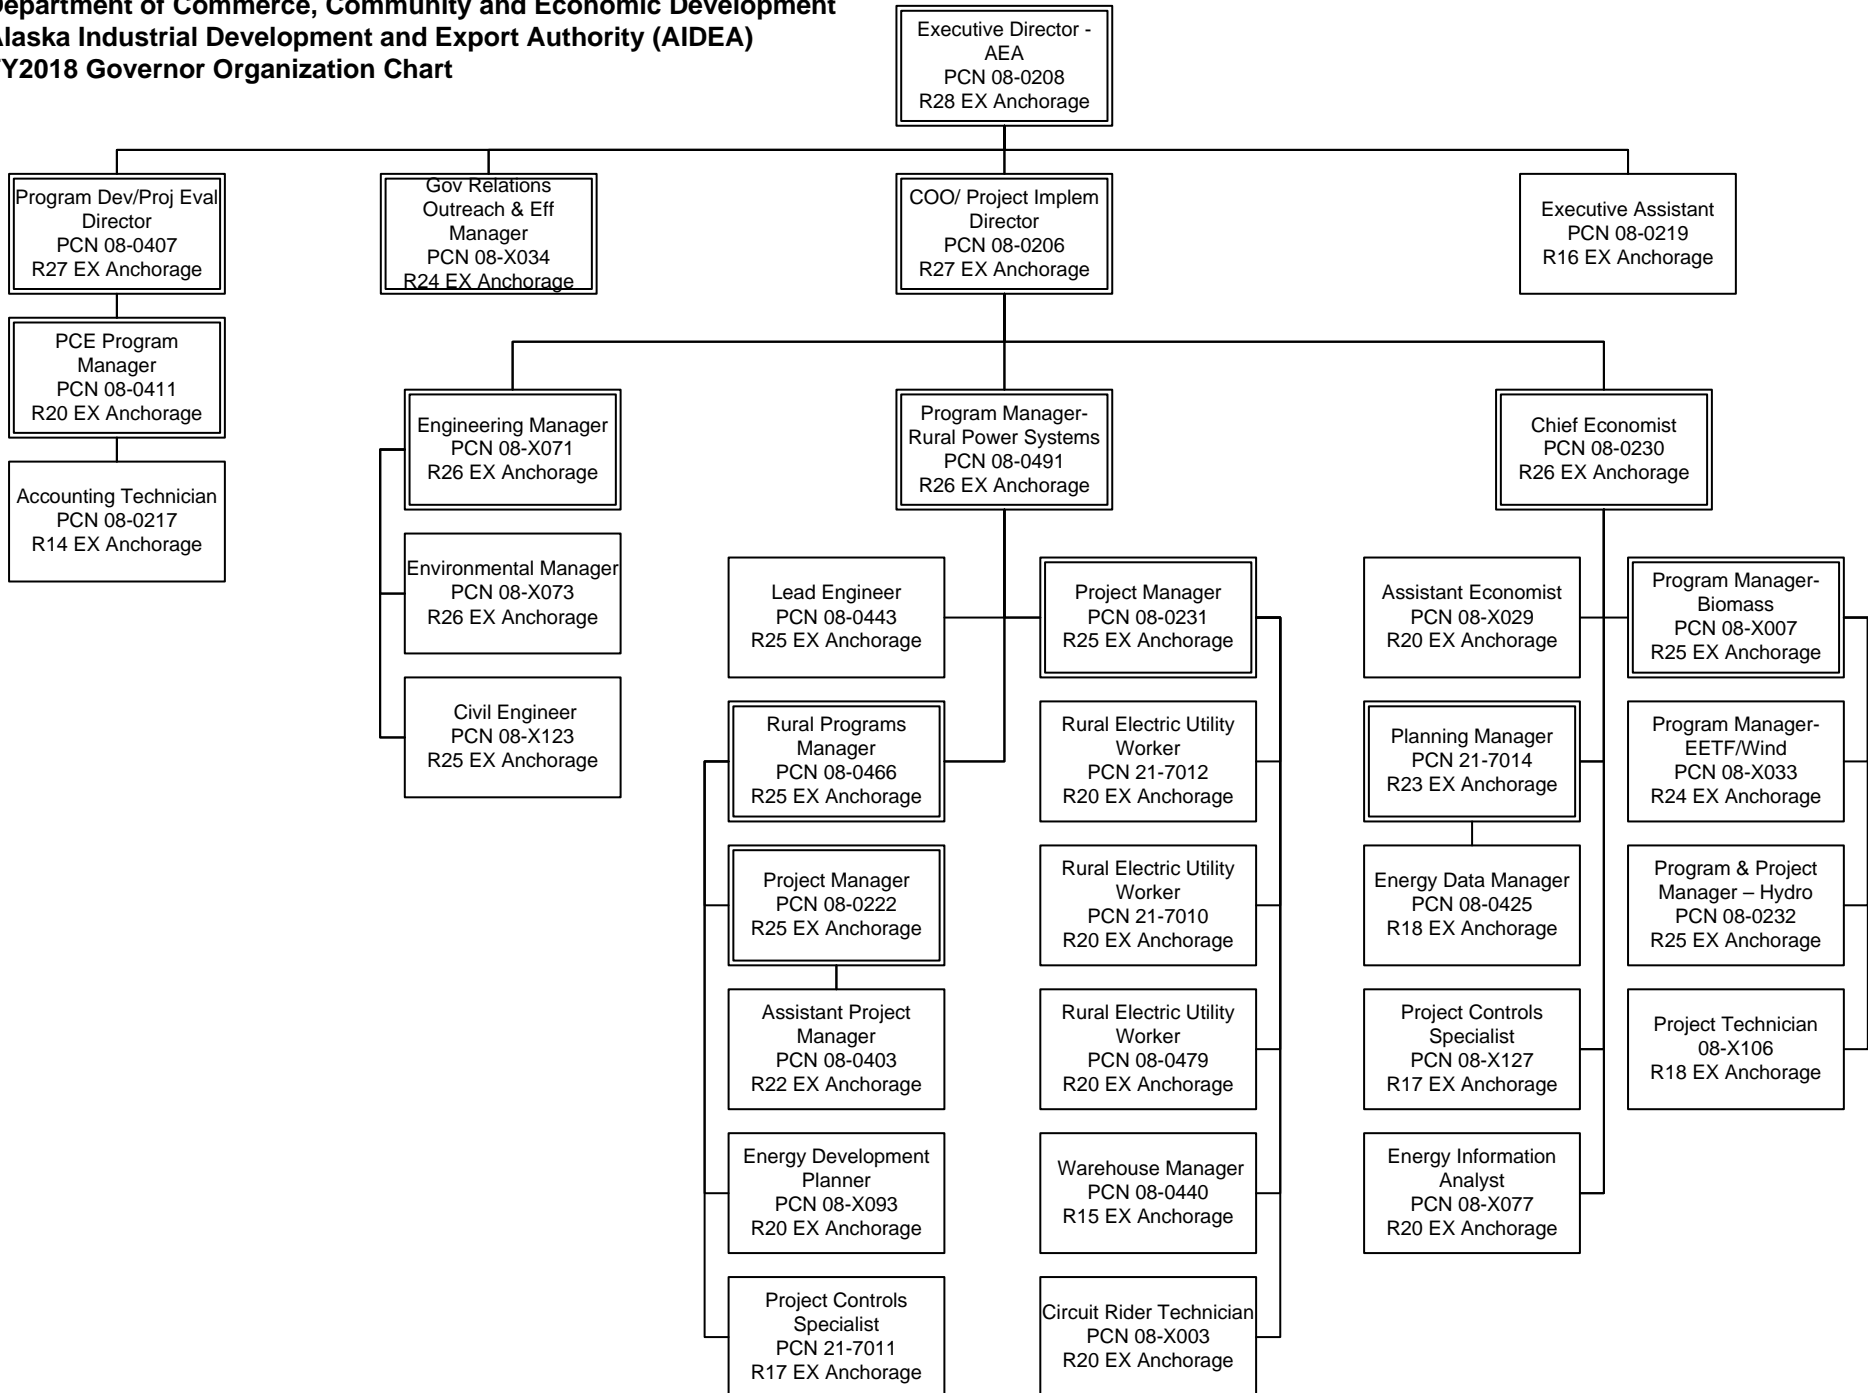 Department of Commerce, Community and Economic Development
Alaska Industrial Development and Export Authority (AIDEA)
FY2018 Governor Organization Chart
Executive Director -
AEA
PCN 08-0208
R28 EX Anchorage
Program Dev/Proj Eval
Director
PCN 08-0407
R27 EX Anchorage
Gov Relations
Outreach & Eff
Manager
PCN 08-X034
R24 EX Anchorage
COO/ Project Implem
Director
PCN 08-0206
R27 EX Anchorage
Executive Assistant
PCN 08-0219
R16 EX Anchorage
PCE Program
Manager
PCN 08-0411
R20 EX Anchorage
Accounting Technician
PCN 08-0217
R14 EX Anchorage
Engineering Manager
PCN 08-X071
R26 EX Anchorage
Environmental Manager
PCN 08-X073
R26 EX Anchorage
Civil Engineer
PCN 08-X123
R25 EX Anchorage
Program Manager-
Rural Power Systems
PCN 08-0491
R26 EX Anchorage
Lead Engineer
PCN 08-0443
R25 EX Anchorage
Rural Programs
Manager
PCN 08-0466
R25 EX Anchorage
Project Manager
PCN 08-0222
R25 EX Anchorage
Assistant Project
Manager
PCN 08-0403
R22 EX Anchorage
Energy Development
Planner
PCN 08-X093
R20 EX Anchorage
Project Controls
Specialist
PCN 21-7011
R17 EX Anchorage
Project Manager
PCN 08-0231
R25 EX Anchorage
Rural Electric Utility
Worker
PCN 21-7012
R20 EX Anchorage
Rural Electric Utility
Worker
PCN 21-7010
R20 EX Anchorage
Rural Electric Utility
Worker
PCN 08-0479
R20 EX Anchorage
Warehouse Manager
PCN 08-0440
R15 EX Anchorage
Circuit Rider Technician
PCN 08-X003
R20 EX Anchorage
Chief Economist
PCN 08-0230
R26 EX Anchorage
Assistant Economist
PCN 08-X029
R20 EX Anchorage
Planning Manager
PCN 21-7014
R23 EX Anchorage
Energy Data Manager
PCN 08-0425
R18 EX Anchorage
Project Controls
Specialist
PCN 08-X127
R17 EX Anchorage
Energy Information
Analyst
PCN 08-X077
R20 EX Anchorage
Program Manager-
Biomass
PCN 08-X007
R25 EX Anchorage
Program Manager-
EETF/Wind
PCN 08-X033
R24 EX Anchorage
Program & Project
Manager – Hydro
PCN 08-0232
R25 EX Anchorage
Project Technician
08-X106
R18 EX Anchorage